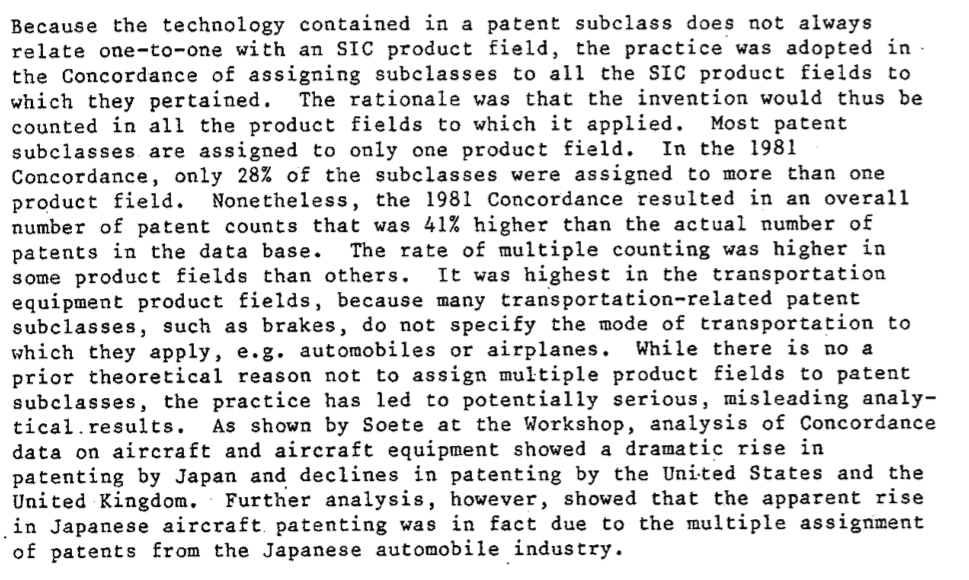 Because the technology contained in a patent subclass does not always
relate one-to-one with an SIC product field, the practice was adopted in
the Concordance of assigning subclasses to all the SIC product fields to
which they pertained. The rationale was that the invention would thus be
counted in all the product fields to which it applied. Most patent
subclasses are assigned to only one product field. In the 1981
Concordance, only 28% of the subclasses were assigned to more than one
product field. Nonetheless, the 1981 Concordance resulted in an overall
number of patent counts that was 41% higher than the actual number of
patents in the data base. The rate of multiple counting was higher in
some product fields than others. It was highest in the transportation
equipment product fields, because many transportation-related patent
subclasses, such as brakes, do not specify the mode of transportation to
which they apply, e.g. automobiles or airplanes. While there is no a
prior theoretical reason not to assign multiple product fields to patent
subclasses, the practice has led to potentially serious, misleading analy-
tical results. As shown by Soete at the Workshop, analysis of Concordance
data on aircraft and aircraft equipment showed a dramatic rise in
patenting by Japan and declines in patenting by the United States and the
United Kingdom. Further analysis, however, showed that the apparent rise
in Japanese aircraft patenting was in fact due to the multiple assignment
of patents from the Japanese automobile industry.